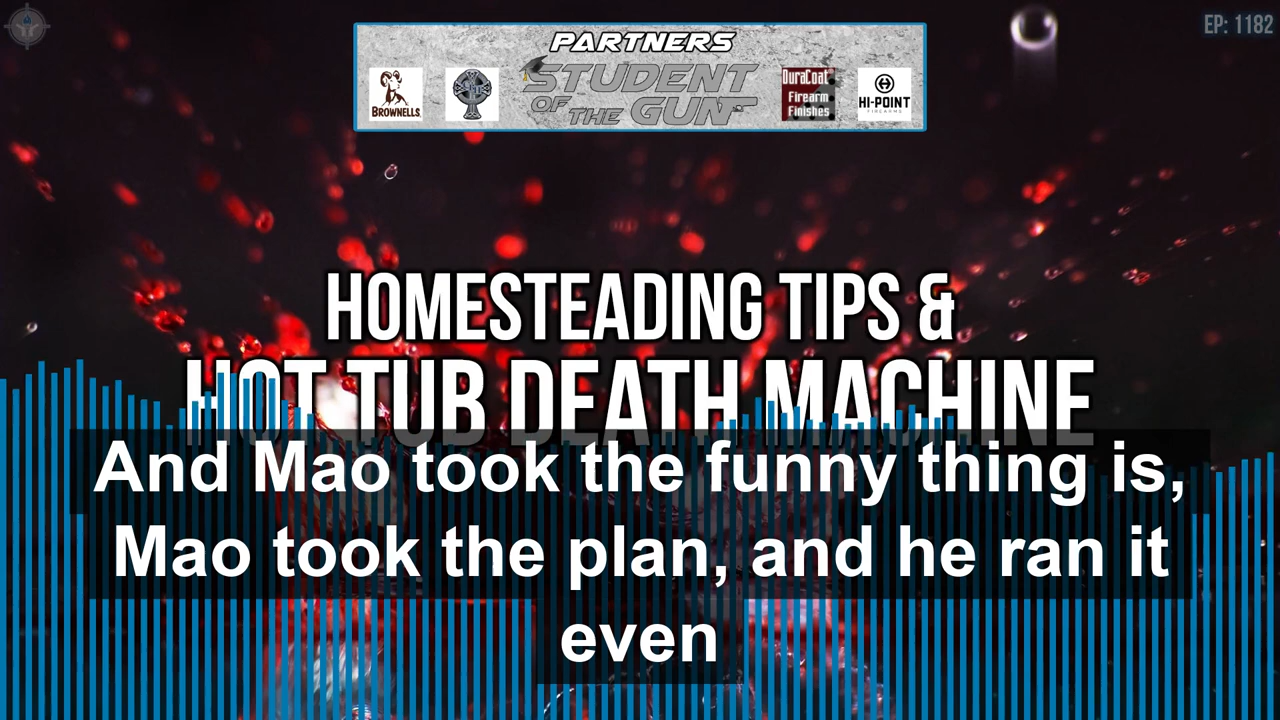 EP: 1182
PARTNERS
BROWNELLS
STUDENT
OF THE GUN
DuraCoat
Firearm
Finishes
HI-POINT
FIREARMS
HOMESTEADING TIPS &
HOT TUB DEATH MACHINE
And Mao took the funny thing is,
Mao took the plan, and he ran it
even